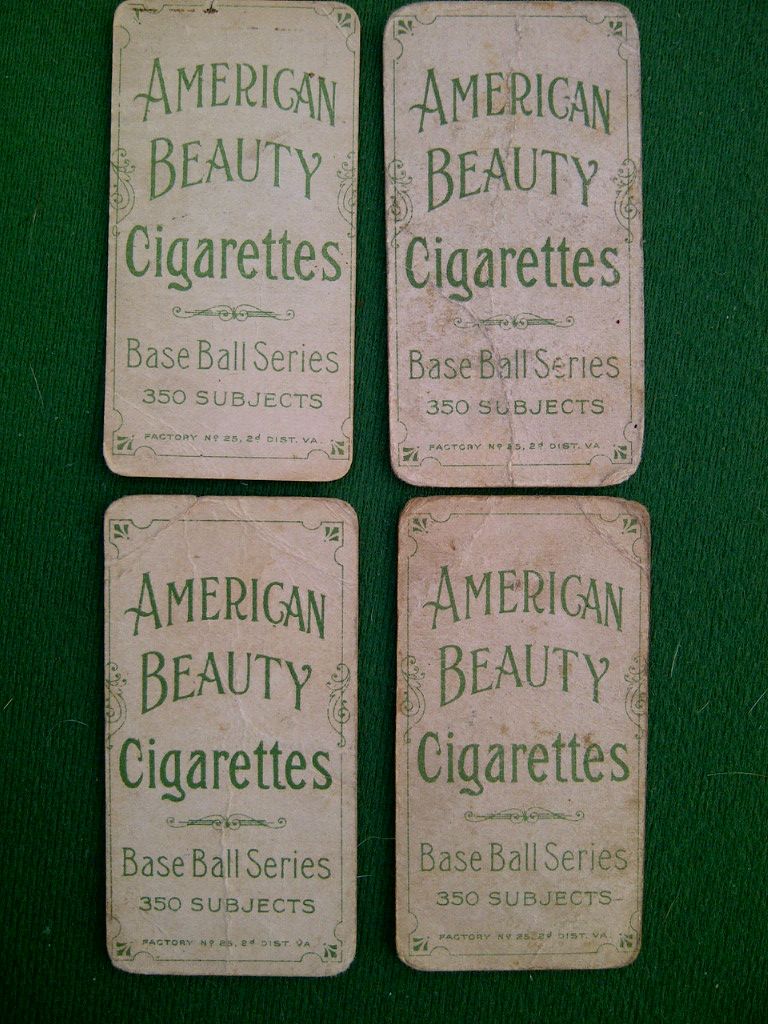 AMERICAN
BEAUTY
Cigarettes
Base Ball Series
350 SUBJECTS
FACTORY Nº 25, 2d DIST. VA.
AMERICAN
BEAUTY
Cigarettes
Base Ball Series
350 SUBJECTS
FACTORY Nº 25, 2d DIST. VA
AMERICAN
BEAUTY
Cigarettes
Base Ball Series
350 SUBJECTS
FACTORY Nº 25, 2d DIST. VA
AMERICAN
BEAUTY
Cigarettes
Base Ball Series
350 SUBJECTS
FACTORY Nº 25, 2d DIST. VA.